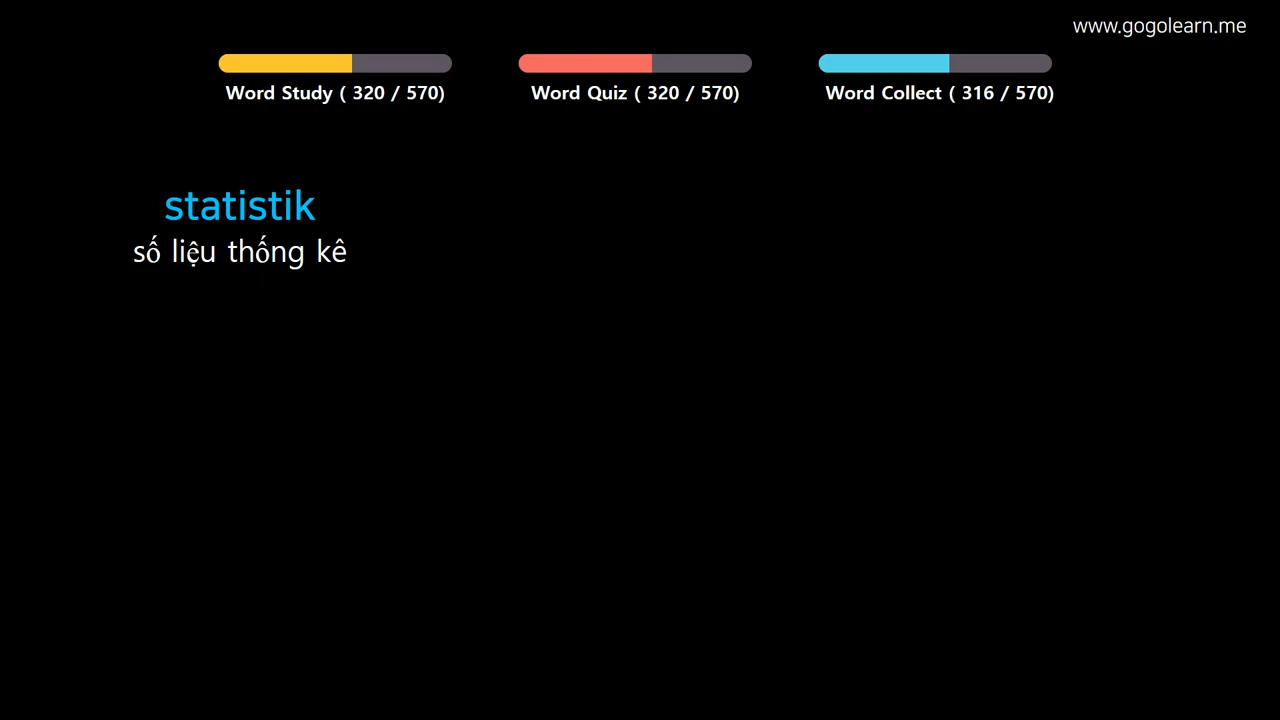 www.gogolearn.me
Word Study ( 320 / 570)
Word Quiz ( 320 / 570)
Word Collect ( 316 / 570)
statistik
số liệu thống kê